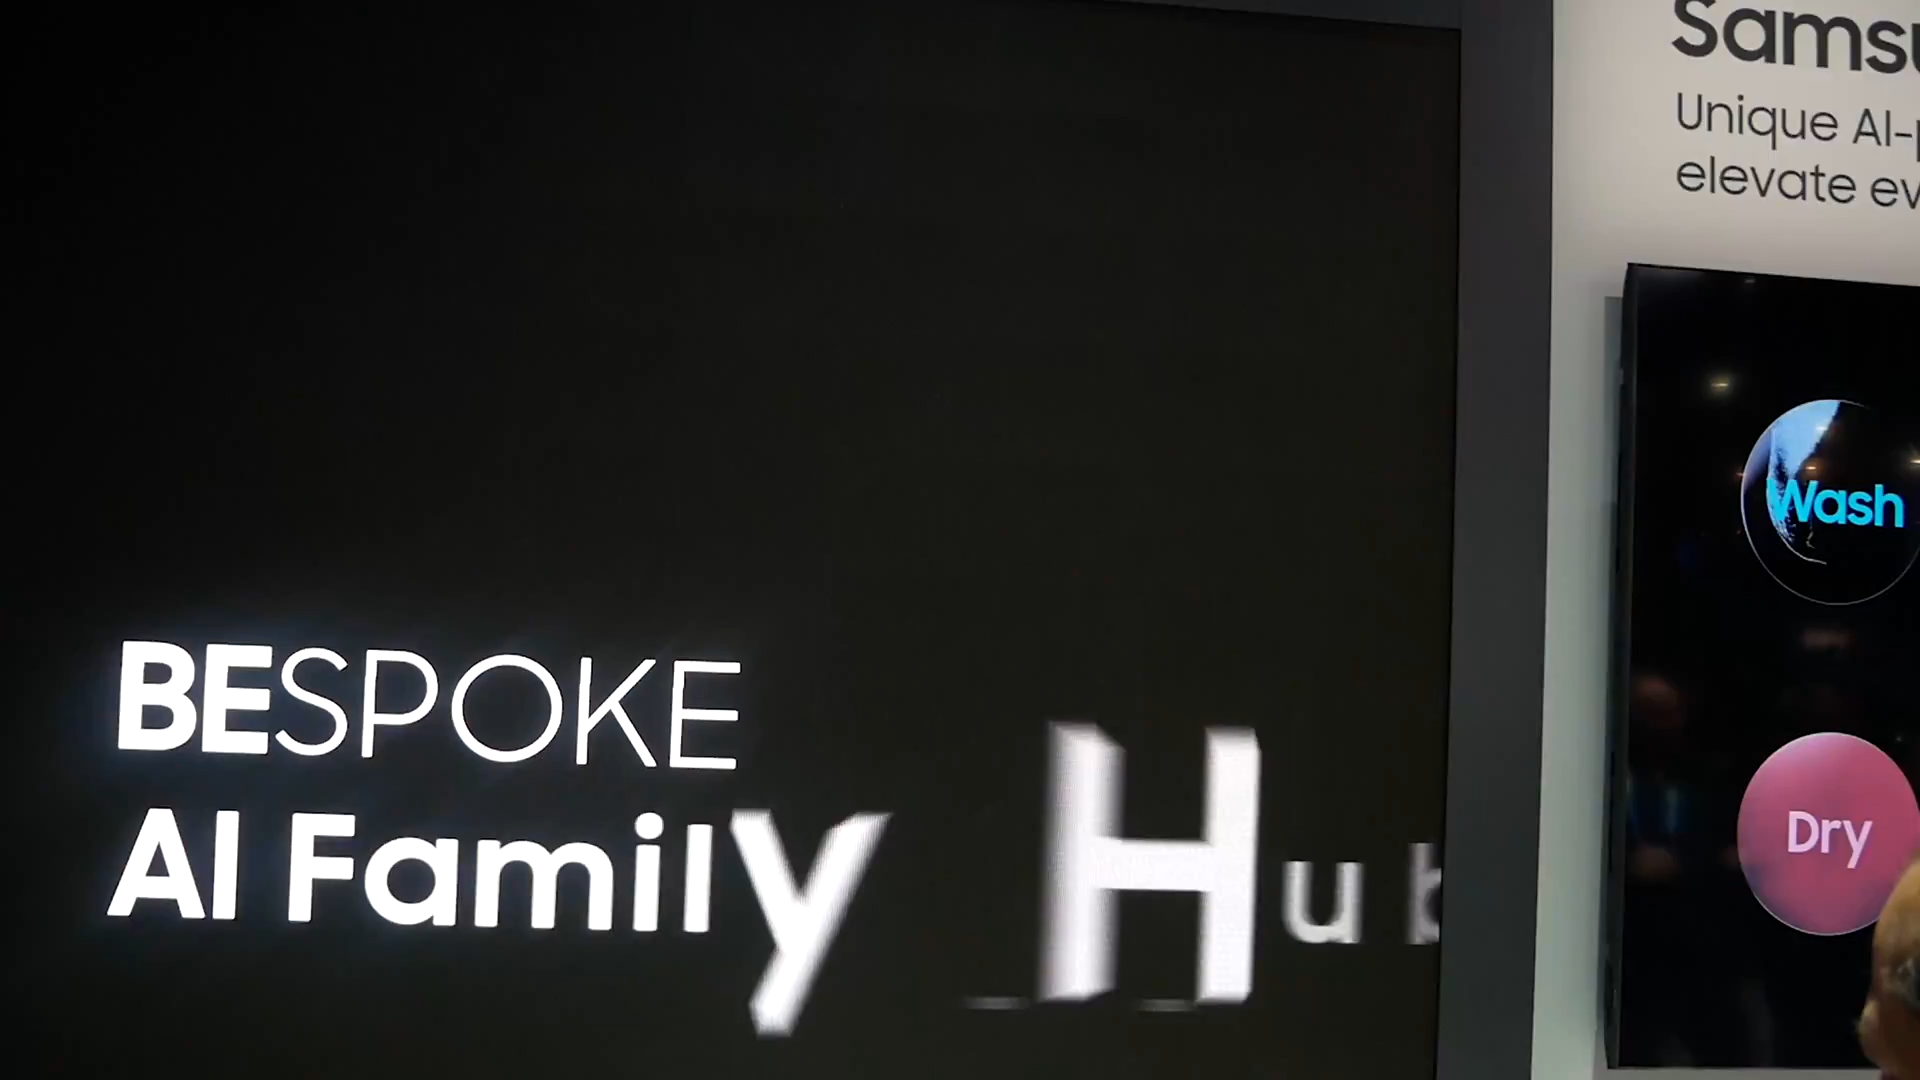 BESPOKE
AI Family Hub
Samsu
Unique AI-p
elevate ev
Wash
Dry